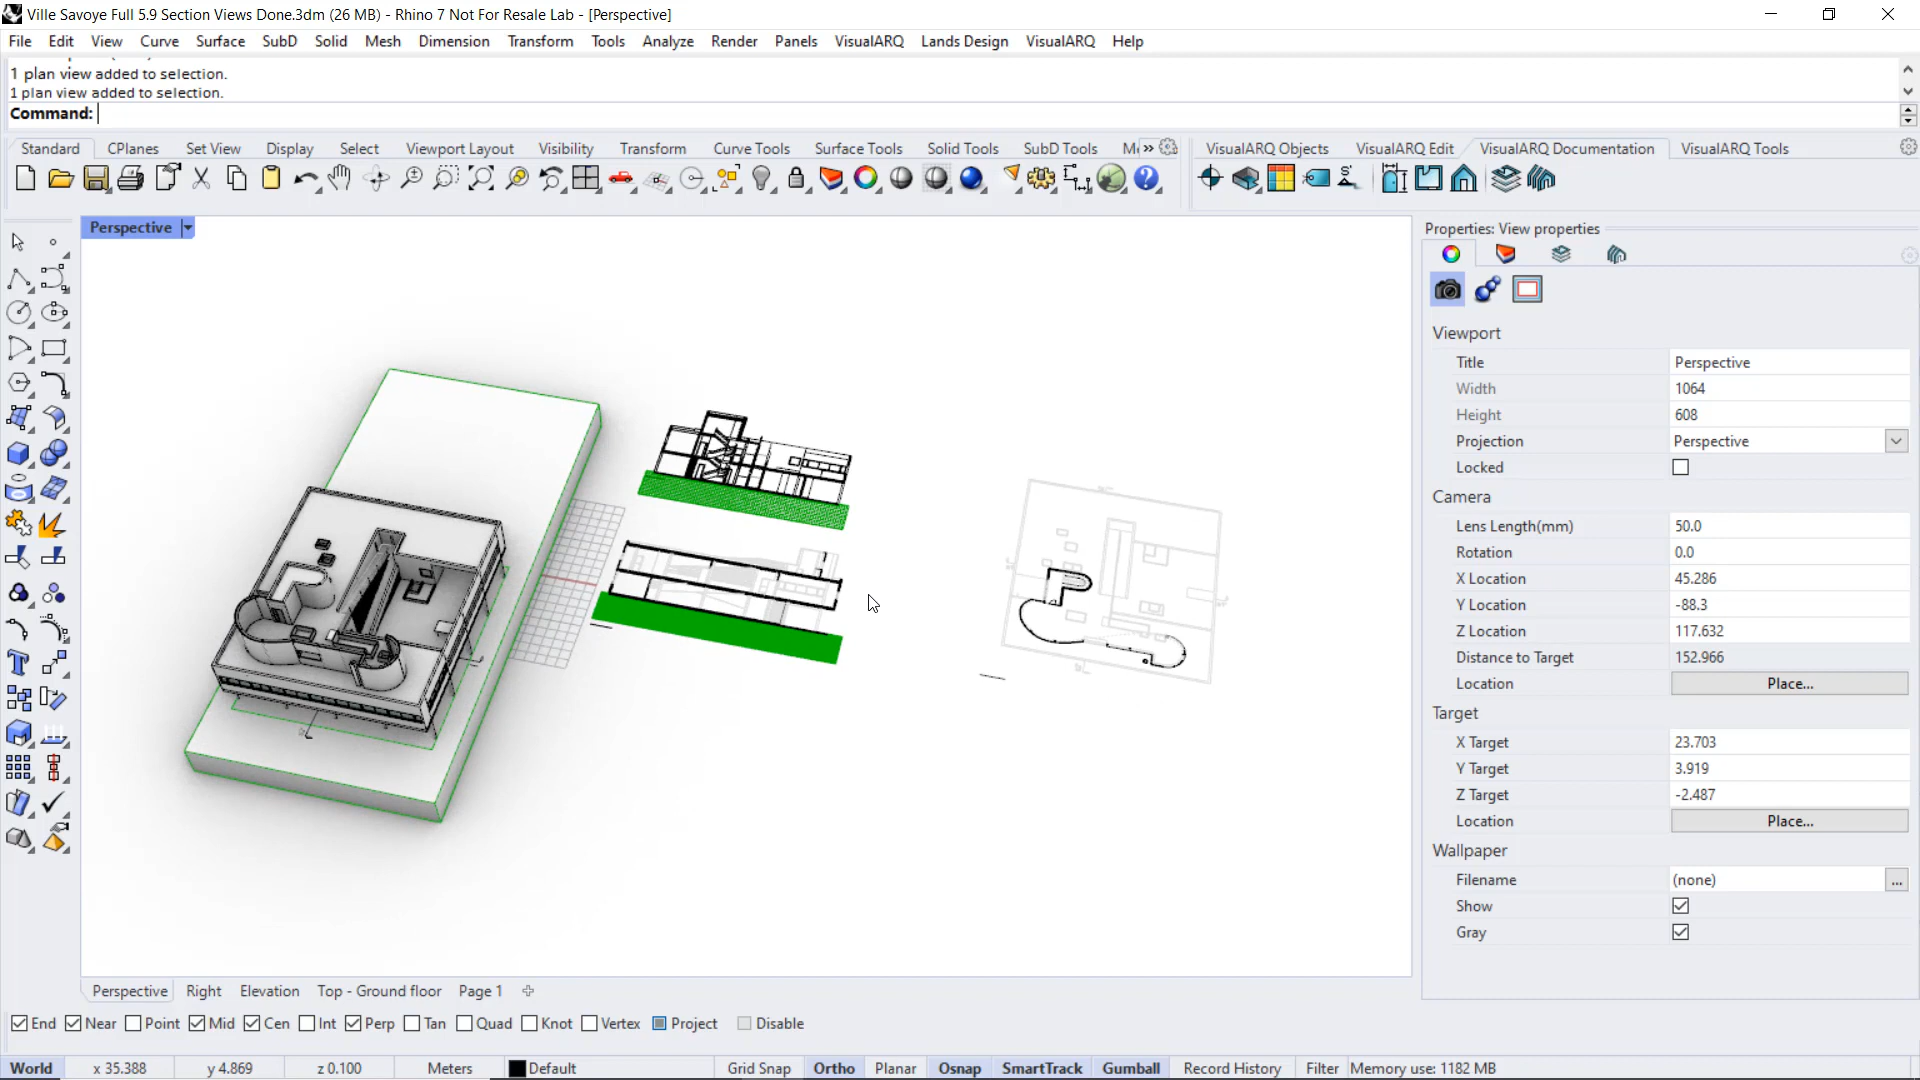 Ville Savoye Full 5.9 Section Views Done.3dm (26 MB) - Rhino 7 Not For Resale Lab - [Perspective]
File Edit View Curve Surface SubD Solid Mesh Dimension Transform Tools Analyze Render Panels VisualARQ Lands Design VisualARQ Help
1 plan view added to selection.
1 plan view added to selection.
Command:
Standard CPlanes Set View Display Select Viewport Layout Visibility Transform Curve Tools Surface Tools Solid Tools SubD Tools M »
VisualARQ Objects VisualARQ Edit VisualARQ Documentation VisualARQ Tools
Perspective
Properties: View properties
Viewport
Title Perspective
Width 1064
Height 608
Projection Perspective
Locked
Camera
Lens Length(mm) 50.0
Rotation 0.0
X Location 45.286
Y Location -88.3
Z Location 117.632
Distance to Target 152.966
Location Place...
Target
X Target 23.703
Y Target 3.919
Z Target -2.487
Location Place...
Wallpaper
Filename (none) ...
Show
Gray
Perspective Right Elevation Top - Ground floor Page 1
End Near Point Mid Cen Int Perp Tan Quad Knot Vertex Project Disable
World x 35.388 y 4.869 z 0.100 Meters Default Grid Snap Ortho Planar Osnap SmartTrack Gumball Record History Filter Memory use: 1182 MB